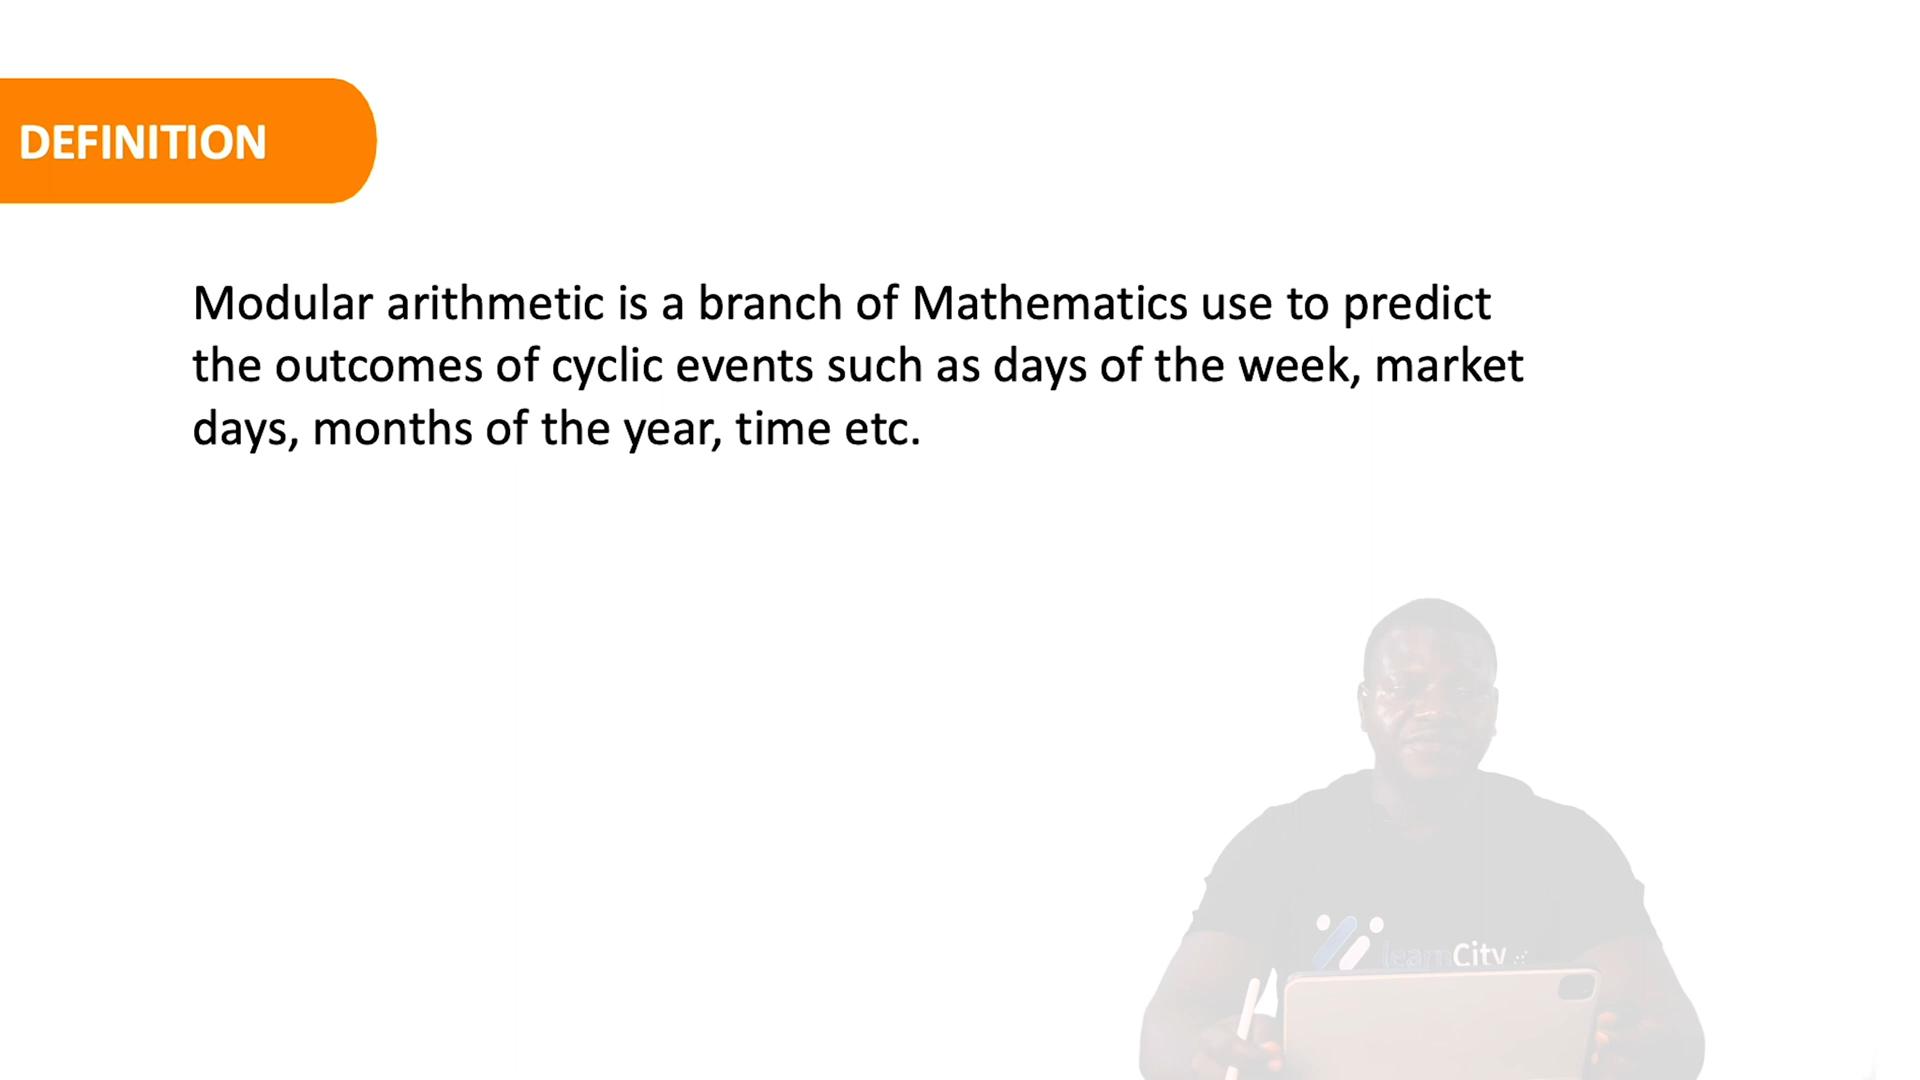 DEFINITION
Modular arithmetic is a branch of Mathematics use to predict
the outcomes of cyclic events such as days of the week, market
days, months of the year, time etc.
learnCity